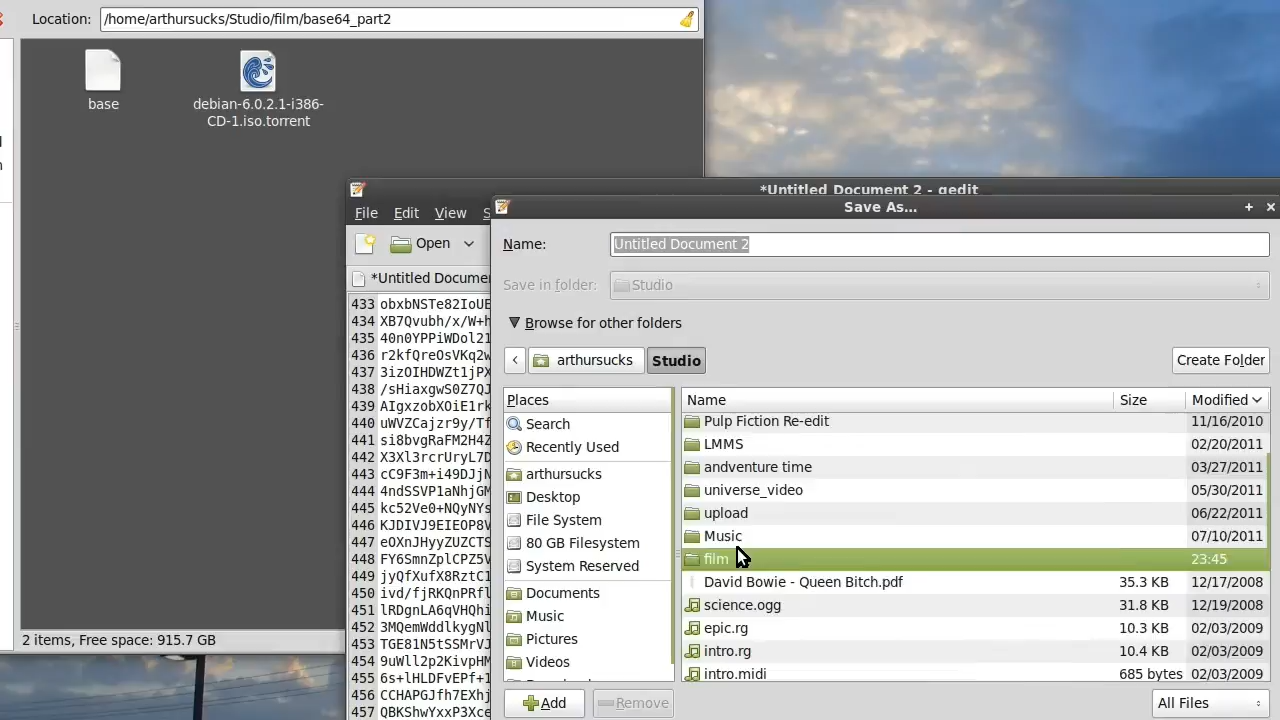 Location: /home/arthursucks/Studio/film/base64_part2
base
debian-6.0.2.1-i386-
CD-1.iso.torrent
2 items, Free space: 915.7 GB
*Untitled Document 2 - gedit
File Edit View
Open
*Untitled Docume
433 obxbNSTe82IoUE
434 XB7Qvubh/x/W+h
435 40n0YPPiWDol21
436 r2kfQreOsVKq2w
437 3izOIHDWZt1jPX
438 /sHiaxgwS0Z7QJ
439 AIgxzobXOiE1rk
440 uWVZCajzr9y/Tf
441 si8bvgRaFM2H4Z
442 X3Xl3rcrUryL7D
443 cC9F3m+i49DJjN
444 4ndSSVP1aNhjGM
445 kc52Ve0+NQyNYs
446 KJDIVJ9EIEOP8V
447 eOXnJHyyZUZCTS
448 FY6SmnZplCPZ5V
449 jyQfXufX8RztC1
450 ivd/fjRKQnPRfl
451 lRDgnLA6qVHQhi
452 3MQemWddlkygNl
453 TGE81N5tSSMrVJ
454 9uWll2p2KivpHM
455 6s+lHLDFvEPf+1
456 CCHAPGJfh7EXhj
457 QBKShwYxxP3Xce
Save As...
Name: Untitled Document 2
Save in folder: Studio
Browse for other folders
arthursucks Studio
Create Folder
Places
Search
Recently Used
arthursucks
Desktop
File System
80 GB Filesystem
System Reserved
Documents
Music
Pictures
Videos
Name Size Modified
Pulp Fiction Re-edit 11/16/2010
LMMS 02/20/2011
andventure time 03/27/2011
universe_video 05/30/2011
upload 06/22/2011
Music 07/10/2011
film 23:45
David Bowie - Queen Bitch.pdf 35.3 KB 12/17/2008
science.ogg 31.8 KB 12/19/2008
epic.rg 10.3 KB 02/03/2009
intro.rg 10.4 KB 02/03/2009
intro.midi 685 bytes 02/03/2009
Add Remove
All Files